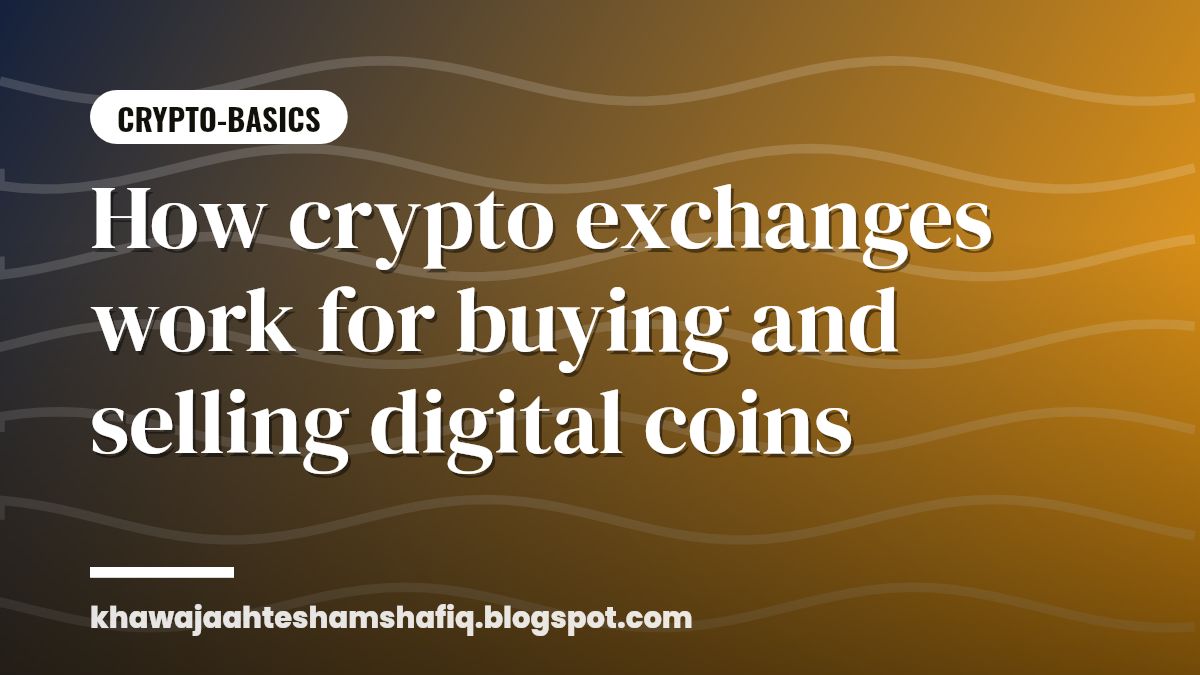 CRYPTO-BASICS
How crypto exchanges
work for buying and
selling digital coins
khawajaahteshamshafiq.blogspot.com